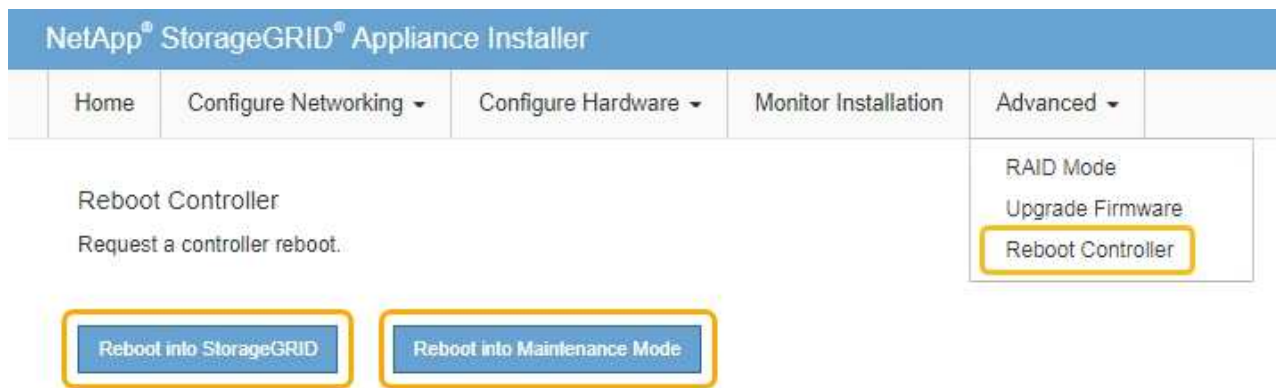 NetApp® StorageGRID® Appliance Installer
Home Configure Networking Configure Hardware Monitor Installation Advanced
RAID Mode
Upgrade Firmware
Reboot Controller
Reboot Controller
Request a controller reboot.
Reboot into StorageGRID Reboot into Maintenance Mode